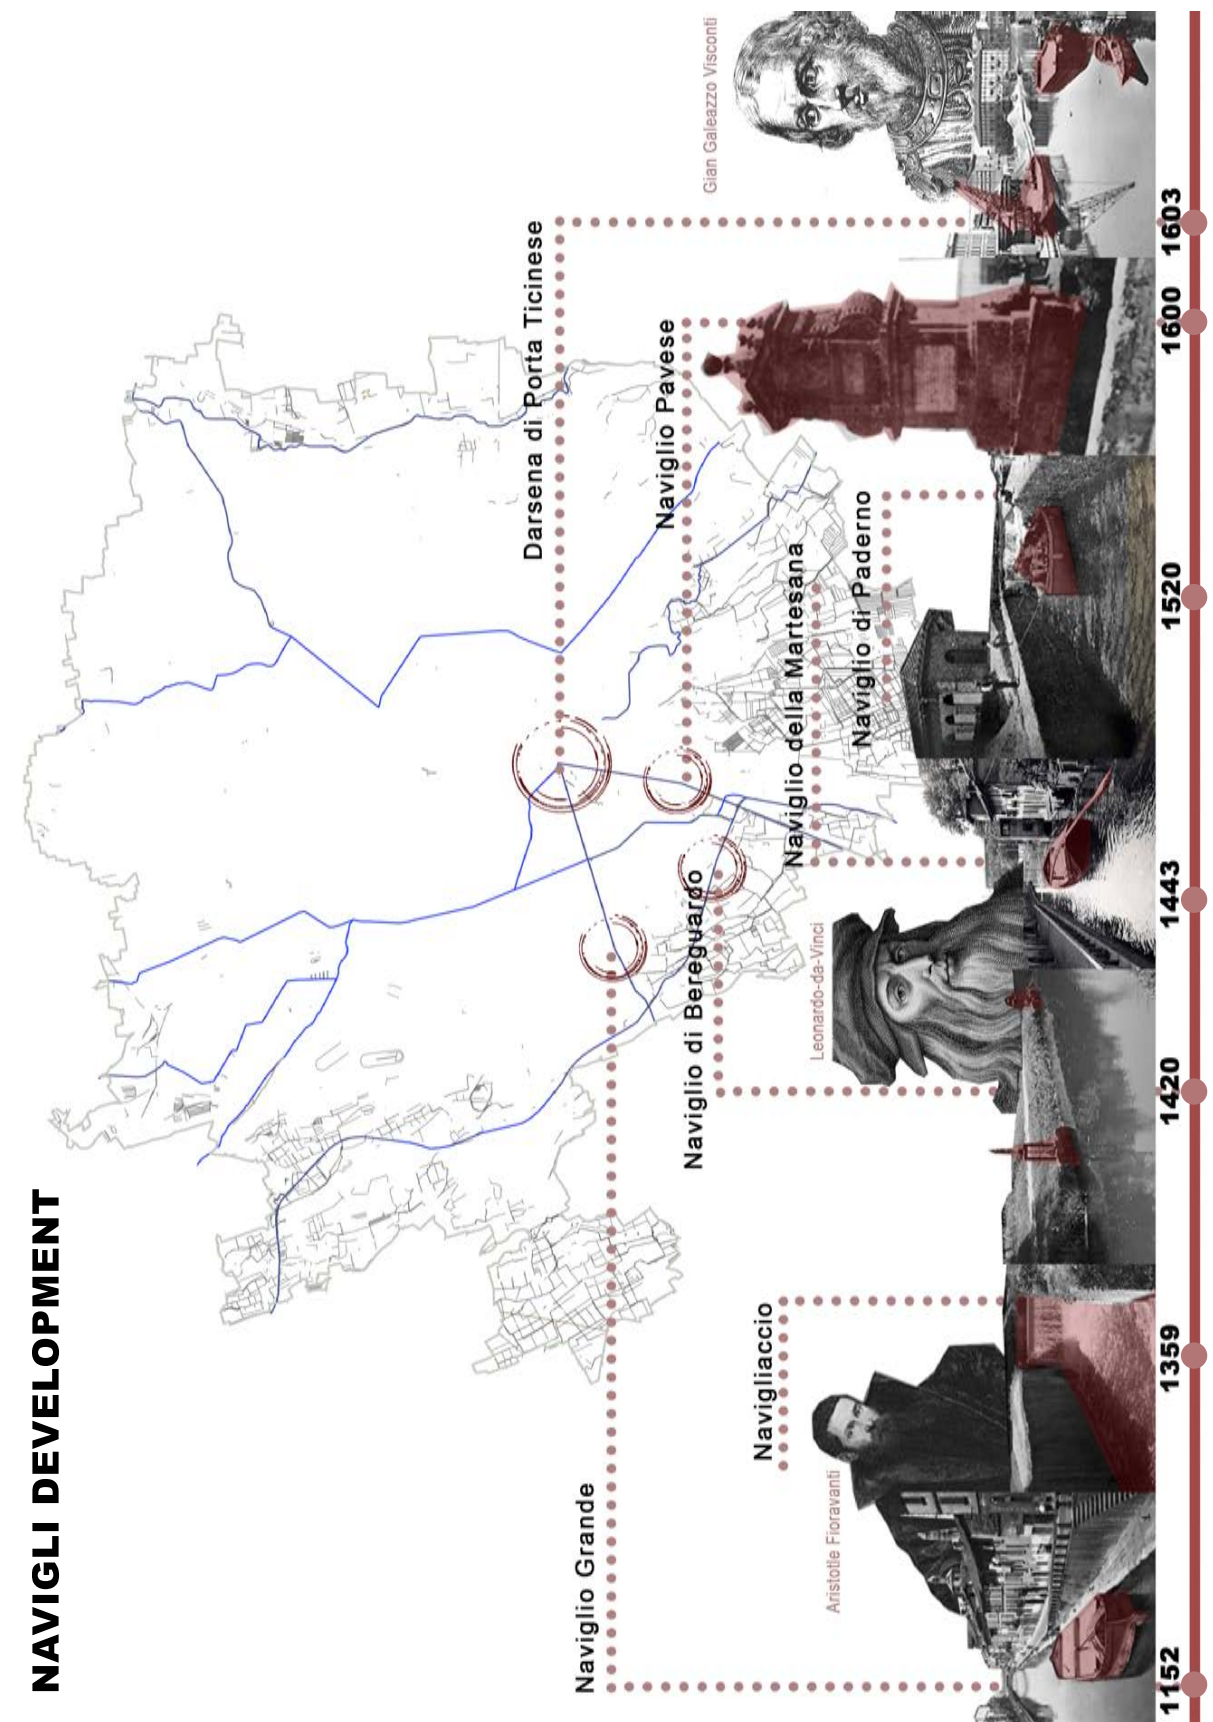 NAVIGLI DEVELOPMENT
Naviglio Grande
Navigliaccio
Naviglio di Bereguardo
Naviglio della Martesana
Naviglio di Paderno
Naviglio Pavese
Darsena di Porta Ticinese
Aristotle Fioravanti
Leonardo-da-Vinci
Gian Galeazzo Visconti
1152
1359
1420
1443
1520
1600
1603